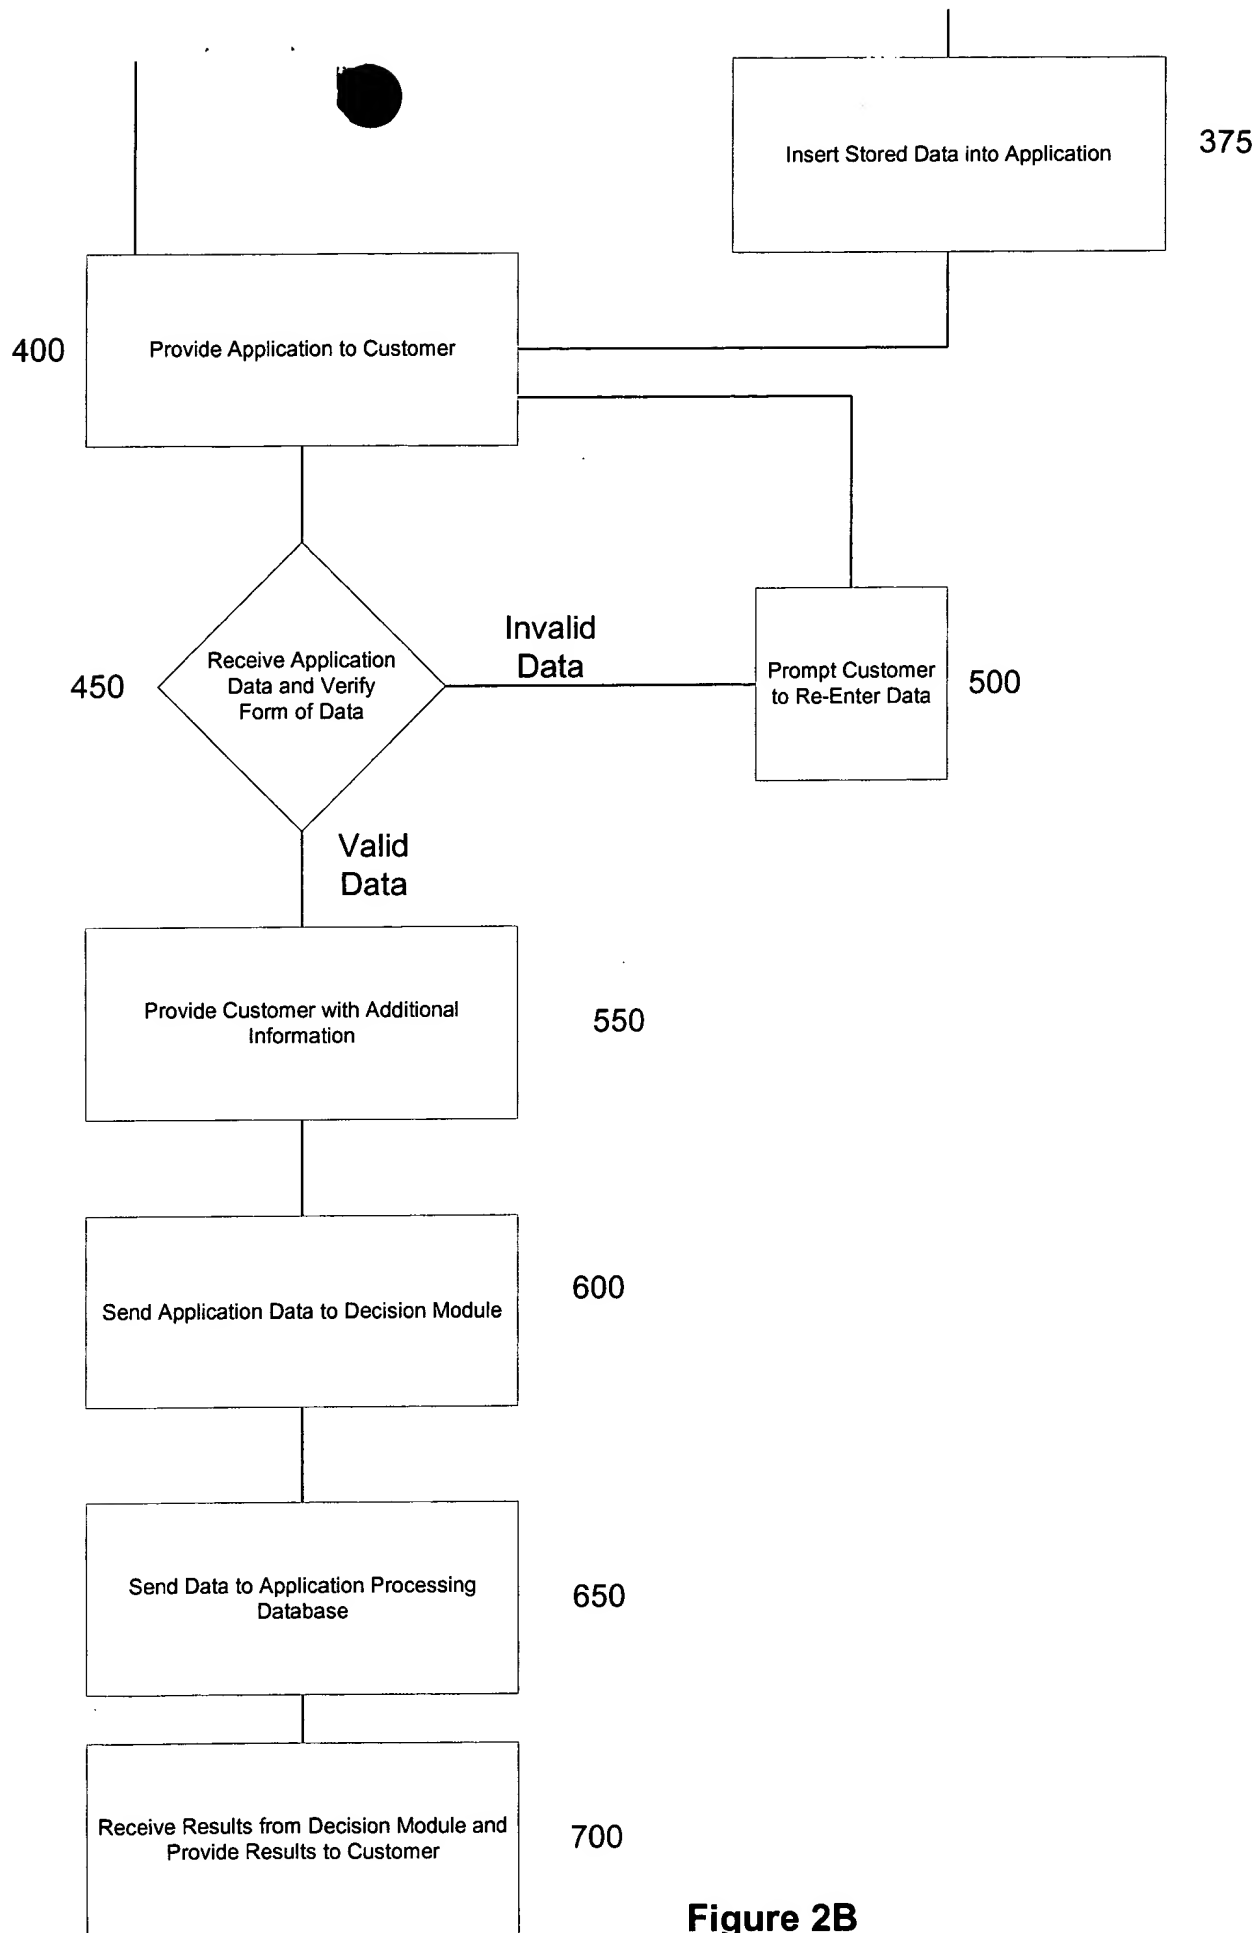 Insert Stored Data into Application
375
400
Provide Application to Customer
Invalid
Data
450
Receive Application
Data and Verify
Form of Data
Prompt Customer
to Re-Enter Data
500
Valid
Data
Provide Customer with Additional
Information
550
600
Send Application Data to Decision Module
Send Data to Application Processing
Database
650
Receive Results from Decision Module and
Provide Results to Customer
700
Figure 2B